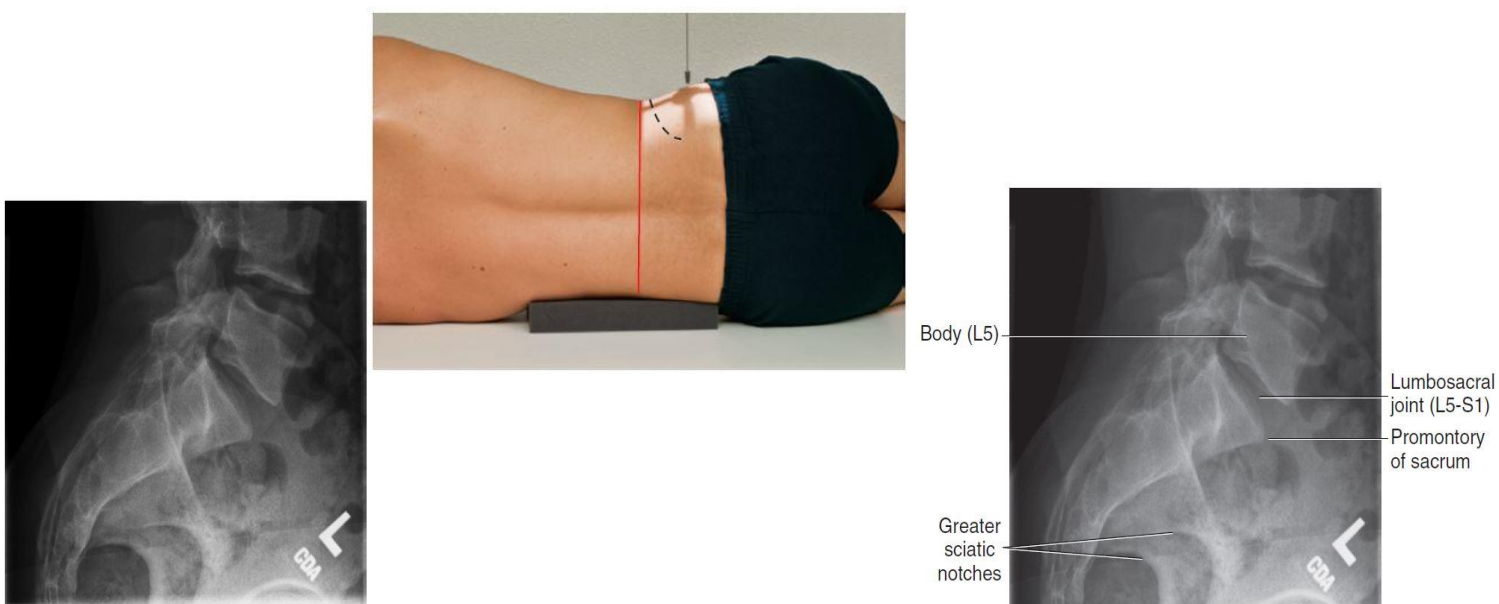 L
CDA
Body (L5)
Lumbosacral
joint (L5-S1)
Promontory
of sacrum
Greater
sciatic
notches
L
CDA